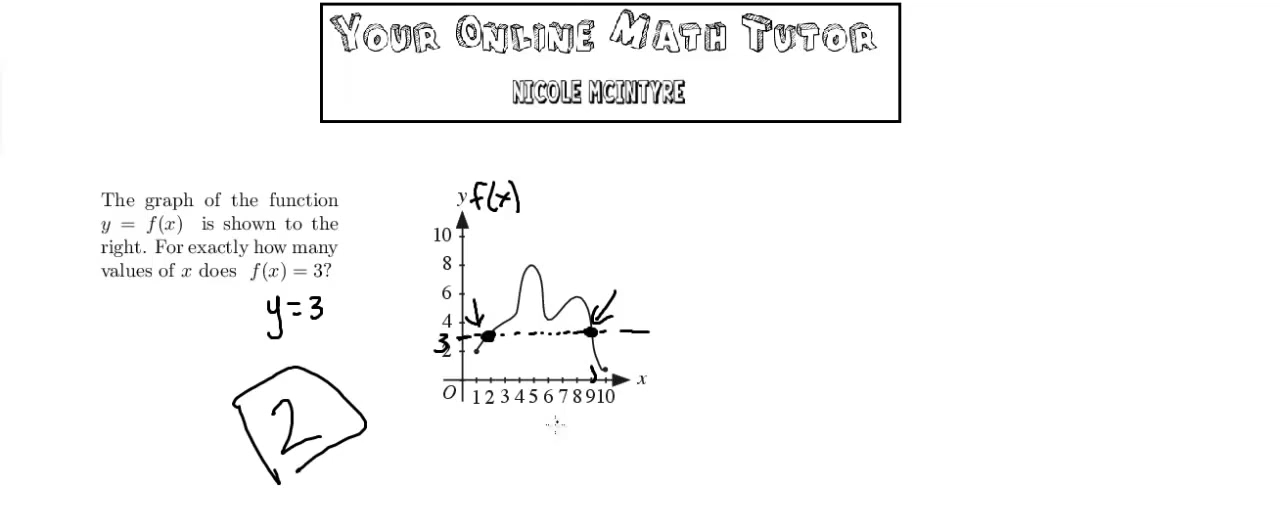 YOUR ONLINE MATH TUTOR
NICOLE MCINTYRE
The graph of the function
y = f(x) is shown to the
right. For exactly how many
values of x does f(x) = 3?
y=3
2
y f(x)
10
8
6
4
3
2
O 1 2 3 4 5 6 7 8 9 10 x